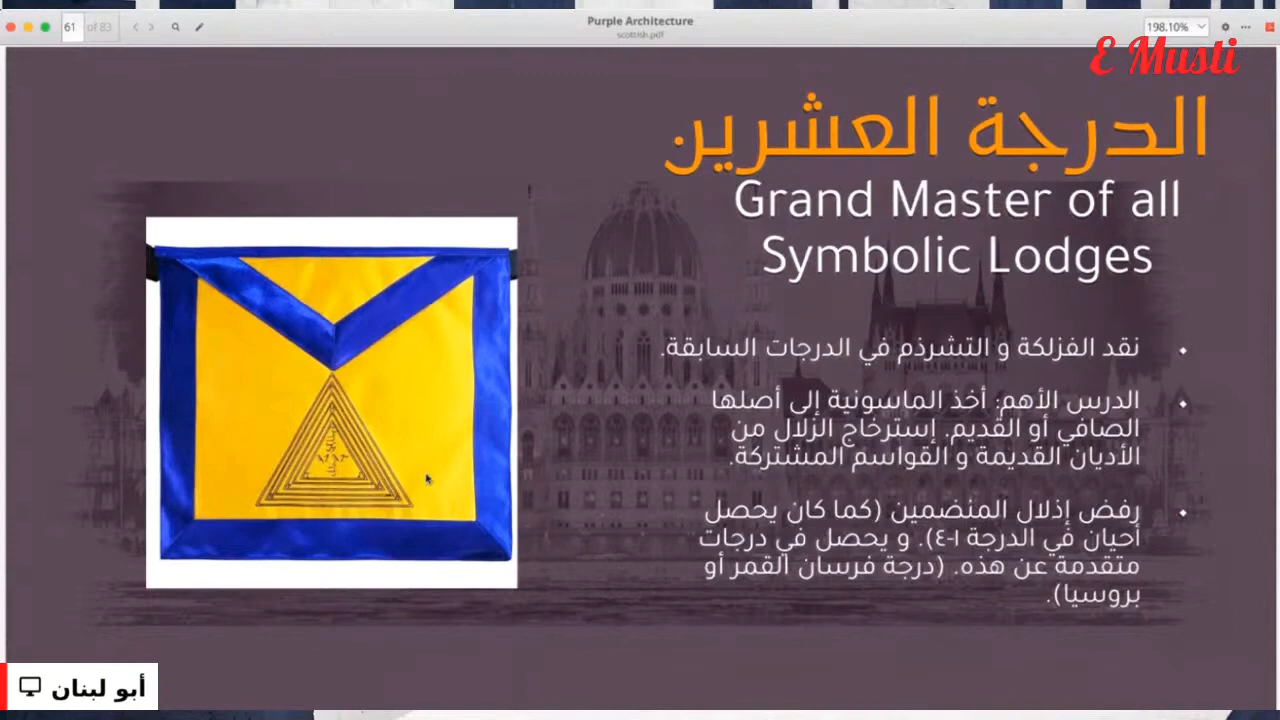 Purple Architecture
scottish.pdf
61 of 83
198.10%
E Musti
الدرجة العشرين
Grand Master of all
Symbolic Lodges
نقد الفزلكة و التشرذم في الدرجات السابقة.
الدرس الأهم: أخذ الماسونية إلى أصلها
الصافي أو القديم. إسترخاج الزلال من
الأديان القديمة و القواسم المشتركة.
رفض إذلال المنضمين (كما كان يحصل
أحيان في الدرجة ١-٤). و يحصل في درجات
متقدمة عن هذه. (درجة فرسان القمر أو
بروسيا).
أبو لبنان